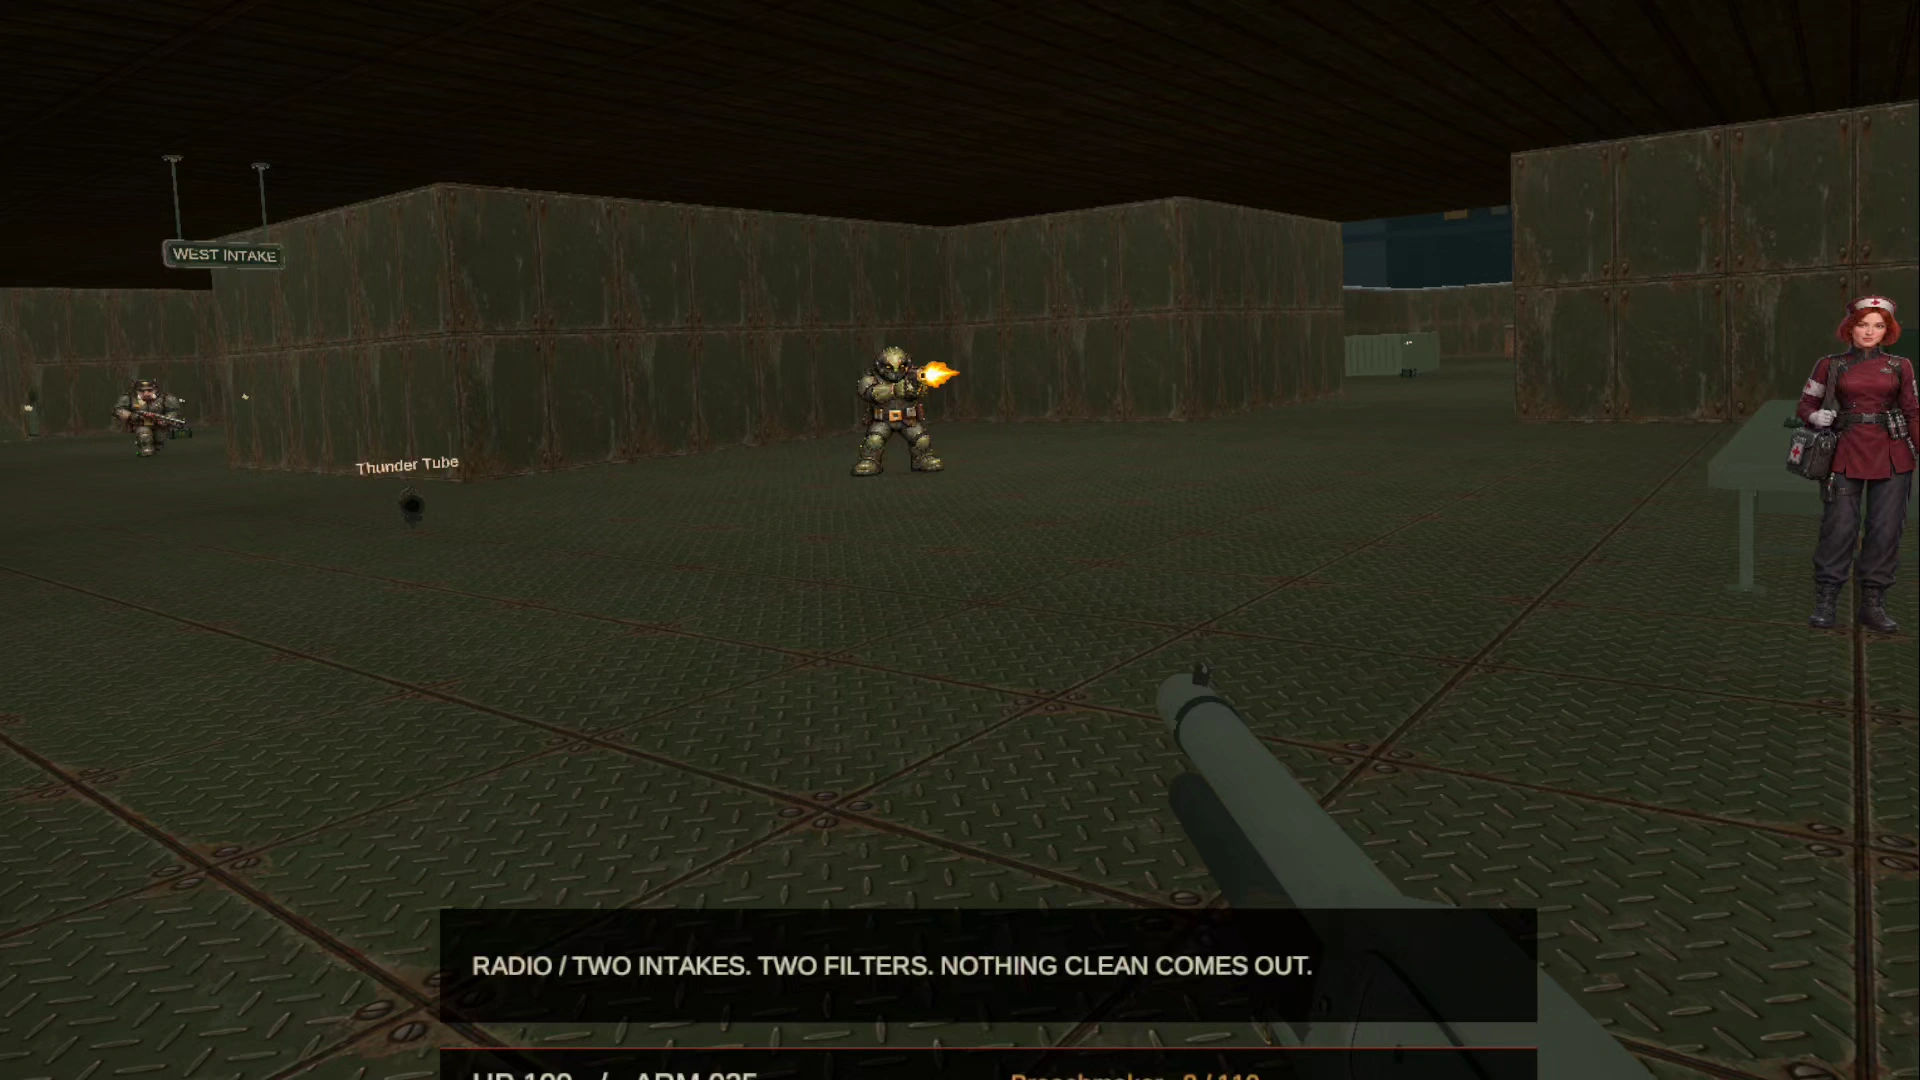 WEST INTAKE
Thunder Tube
RADIO / TWO INTAKES. TWO FILTERS. NOTHING CLEAN COMES OUT.